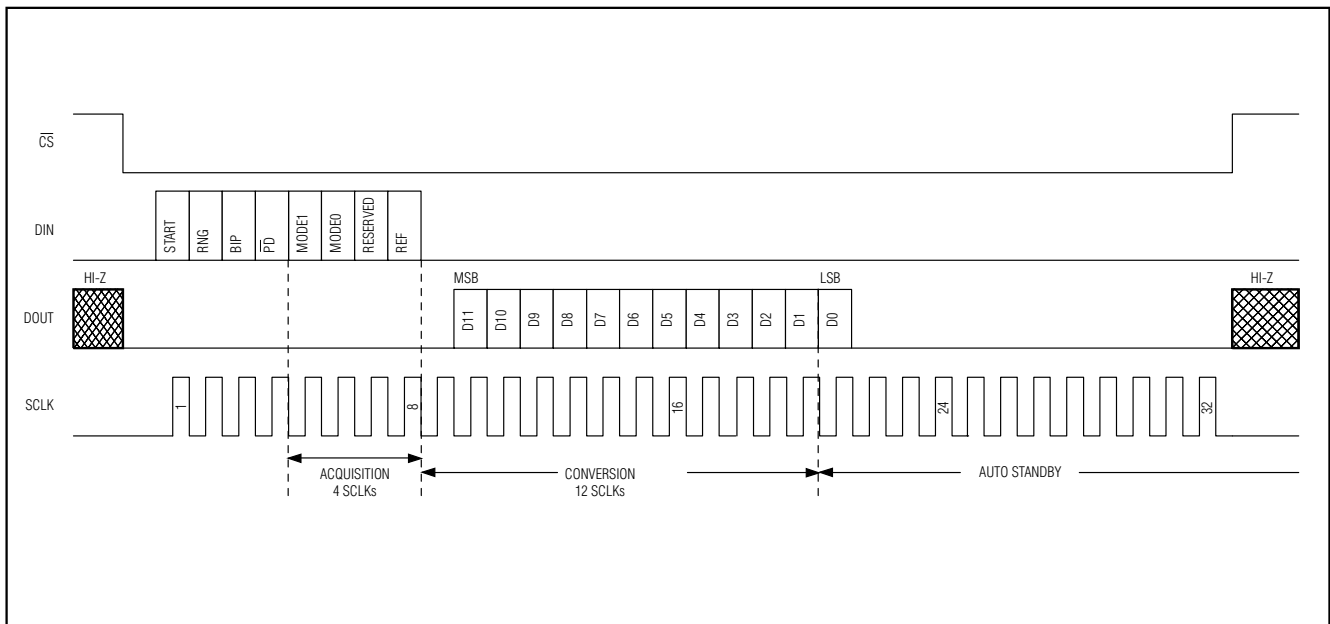 C̅S̅
DIN
START
RNG
BIP
P̅D̅
MODE1
MODE0
RESERVED
REF
HI-Z
MSB
LSB
HI-Z
DOUT
D11
D10
D9
D8
D7
D6
D5
D4
D3
D2
D1
D0
SCLK
1
8
16
24
32
ACQUISITION
4 SCLKs
CONVERSION
12 SCLKs
AUTO STANDBY